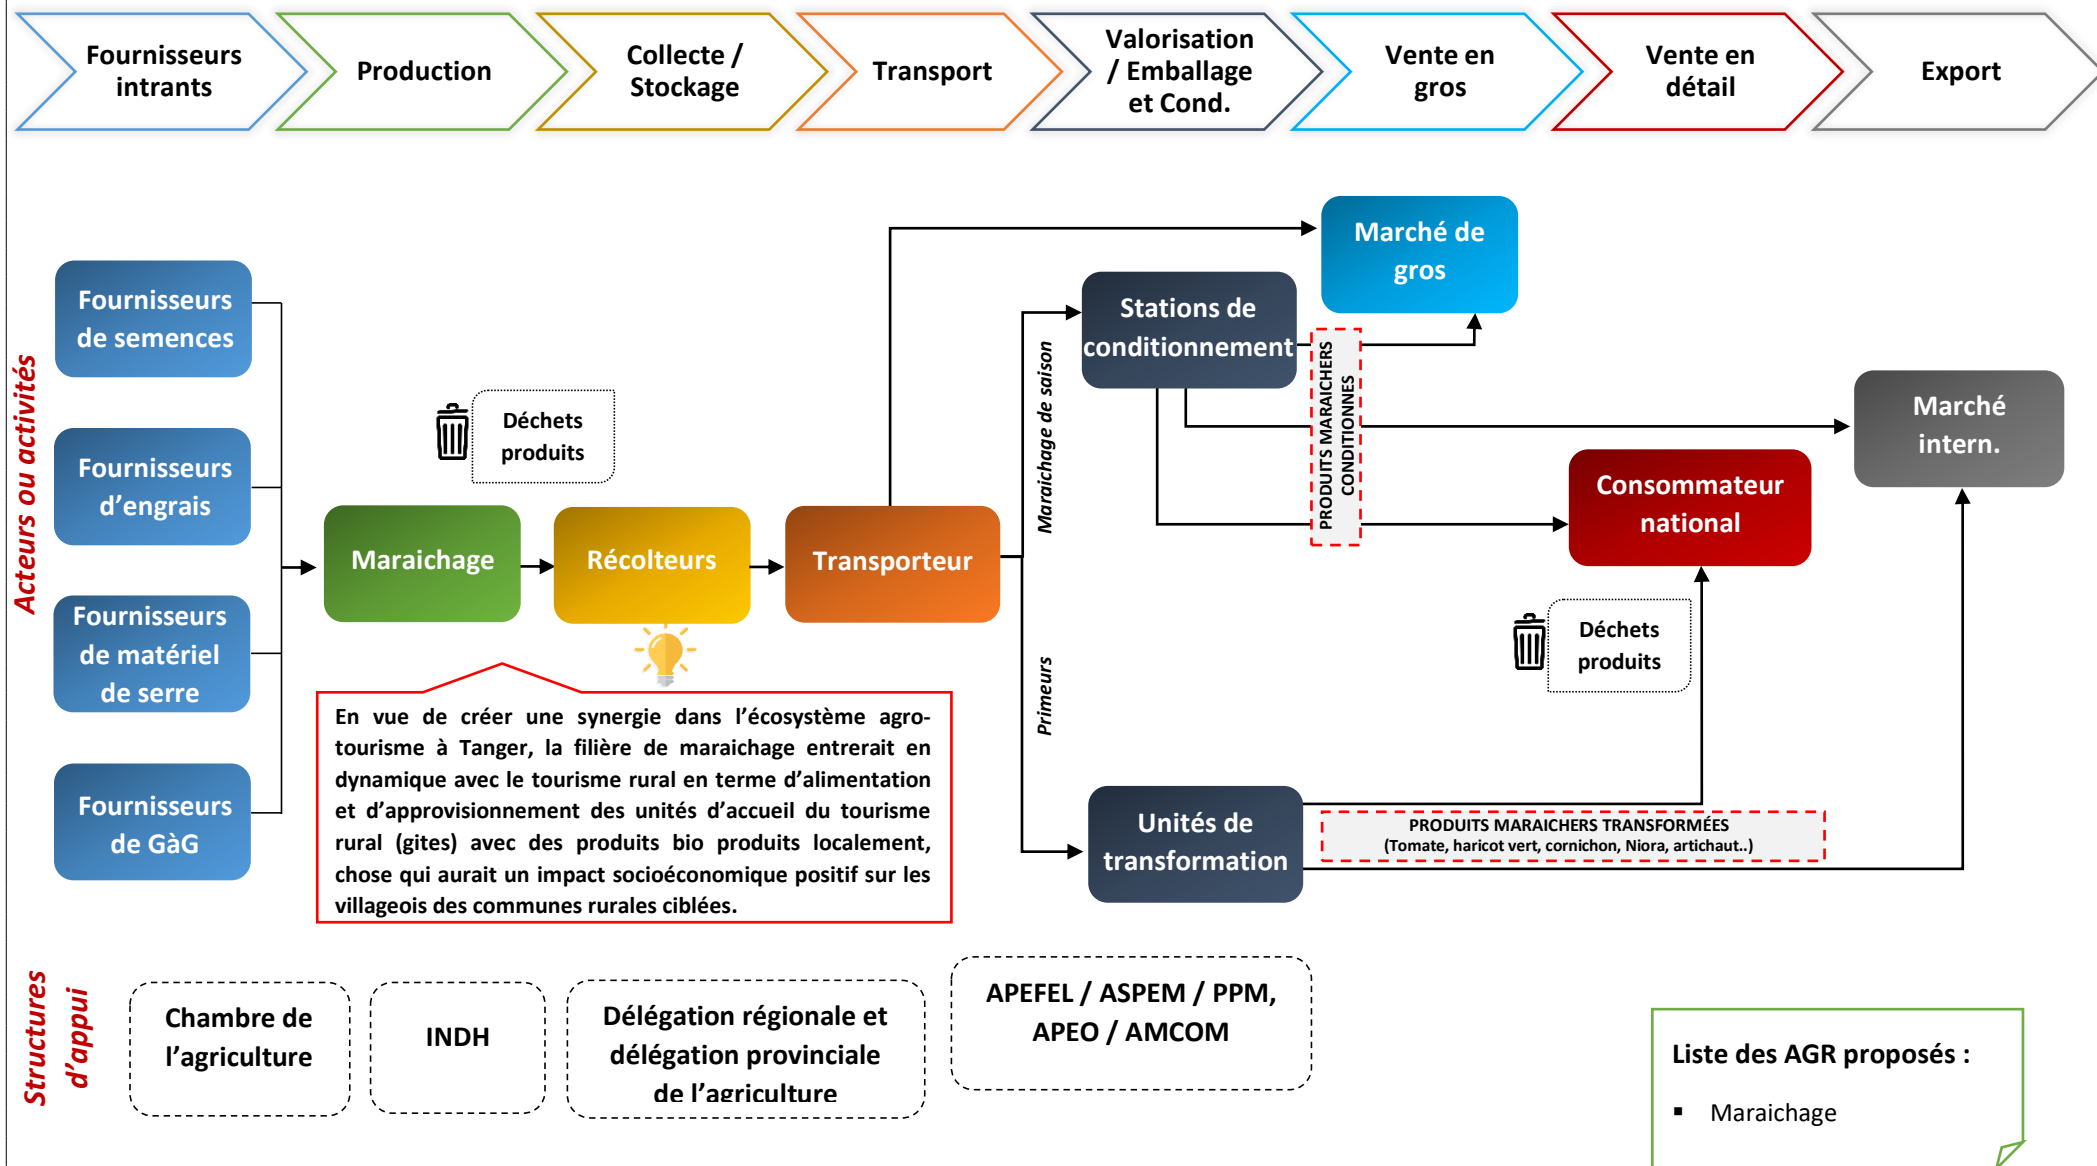 Fournisseurs
intrants
Production
Collecte /
Stockage
Transport
Valorisation
/ Emballage
et Cond.
Vente en
gros
Vente en
détail
Export
Acteurs ou activités
Fournisseurs
de semences
Fournisseurs
d’engrais
Fournisseurs
de matériel
de serre
Fournisseurs
de GàG
Déchets
produits
Maraichage
Récolteurs
Transporteur
Maraichage de saison
Primeurs
Stations de
conditionnement
Marché de
gros
PRODUITS MARAICHERS
CONDITIONNES
Marché
intern.
Consommateur
national
Déchets
produits
Unités de
transformation
PRODUITS MARAICHERS TRANSFORMÉES
(Tomate, haricot vert, cornichon, Niora, artichaut..)
En vue de créer une synergie dans l’écosystème agro-
tourisme à Tanger, la filière de maraichage entrerait en
dynamique avec le tourisme rural en terme d’alimentation
et d’approvisionnement des unités d’accueil du tourisme
rural (gites) avec des produits bio produits localement,
chose qui aurait un impact socioéconomique positif sur les
villageois des communes rurales ciblées.
Structures
d’appui
Chambre de
l’agriculture
INDH
Délégation régionale et
délégation provinciale
de l’agriculture
APEFEL / ASPEM / PPM,
APEO / AMCOM
Liste des AGR proposés :
▪ Maraichage